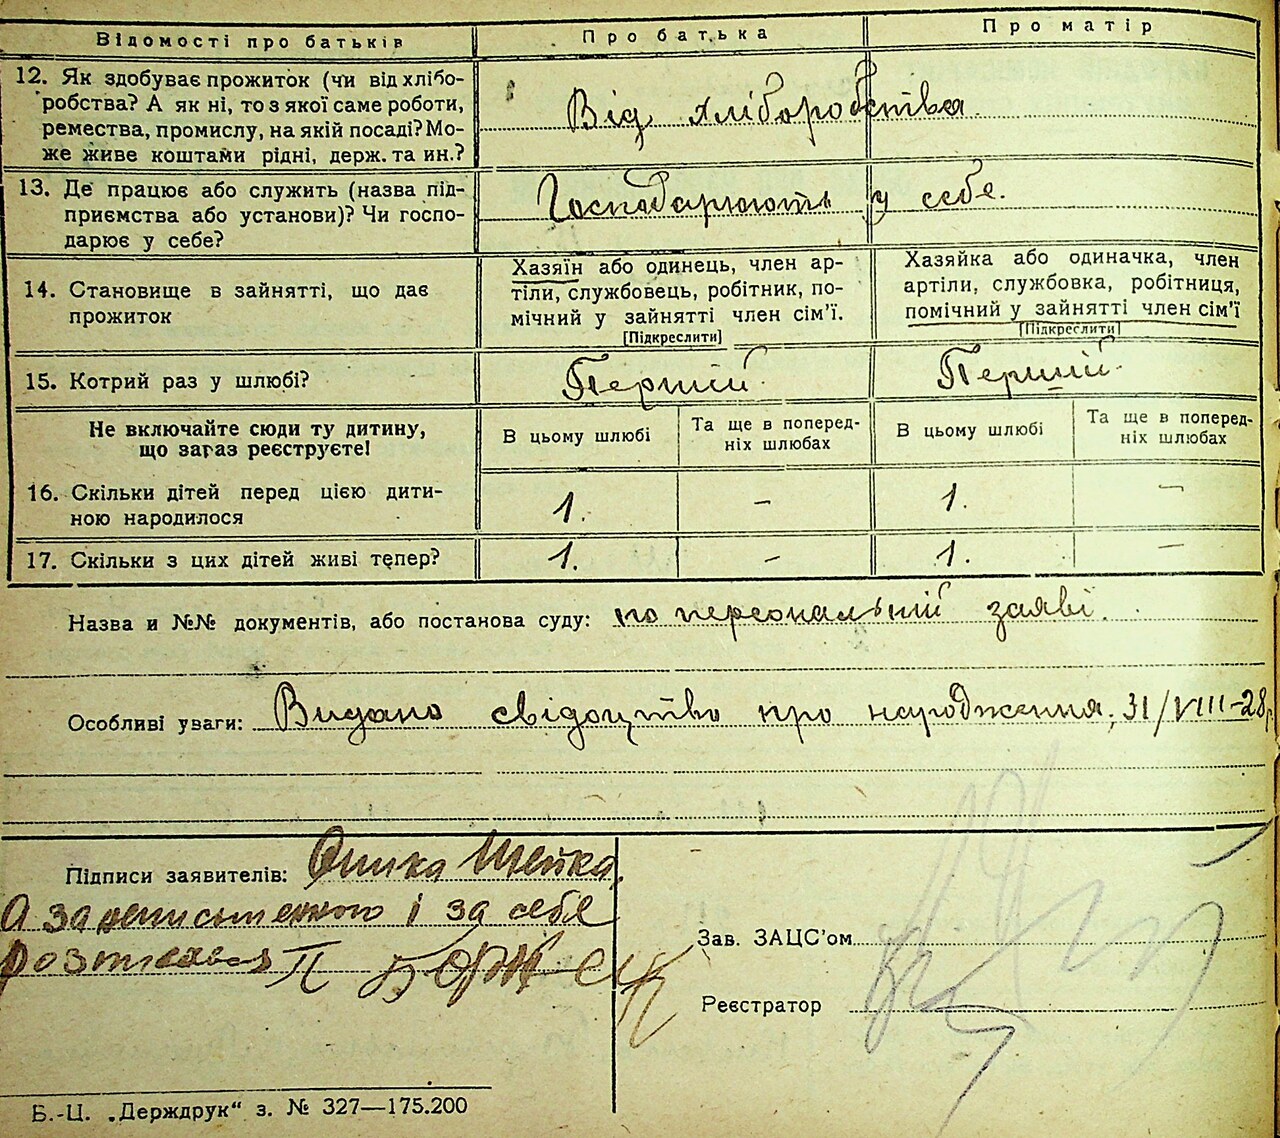 Відомості про батьків
Про батька
Про матір
12. Як здобуває прожиток (чи від хлібо-
робства? А як ні, то з якої саме роботи,
ремества, промислу, на якій посаді? Мо-
же живе коштами рідні, держ. та ин.?
Від хліборобства
13. Де працює або служить (назва під-
приємства або установи)? Чи госпо-
дарює у себе?
Господарюють у себе.
14. Становище в зайнятті, що дає
прожиток
Хазяїн або одинець, член ар-
тіли, службовець, робітник, по-
мічний у зайнятті член сім'ї.
[Підкреслити]
Хазяйка або одиначка, член
артіли, службовка, робітниця,
помічний у зайнятті член сім'ї
[Підкреслити]
15. Котрий раз у шлюбі?
Перший
Перший
Не включайте сюди ту дитину,
що зараз реєструєте!
В цьому шлюбі
Та ще в поперед-
ніх шлюбах
В цьому шлюбі
Та ще в поперед-
ніх шлюбах
16. Скільки дітей перед цією дити-
ною народилося
1. – 1. –
17. Скільки з цих дітей живі тепер?
1. – 1. –
Назва и №№ документів, або постанова суду: по персональній заяві.
Особливі уваги: Видано свідоцтво про народження, 31/VIII-28р
Підписи заявителів:
А за неписьменного і за себе
розписався П
Зав. ЗАЦС'ом
Реєстратор
Б.-Ц. „Держдрук“ з. № 327—175.200